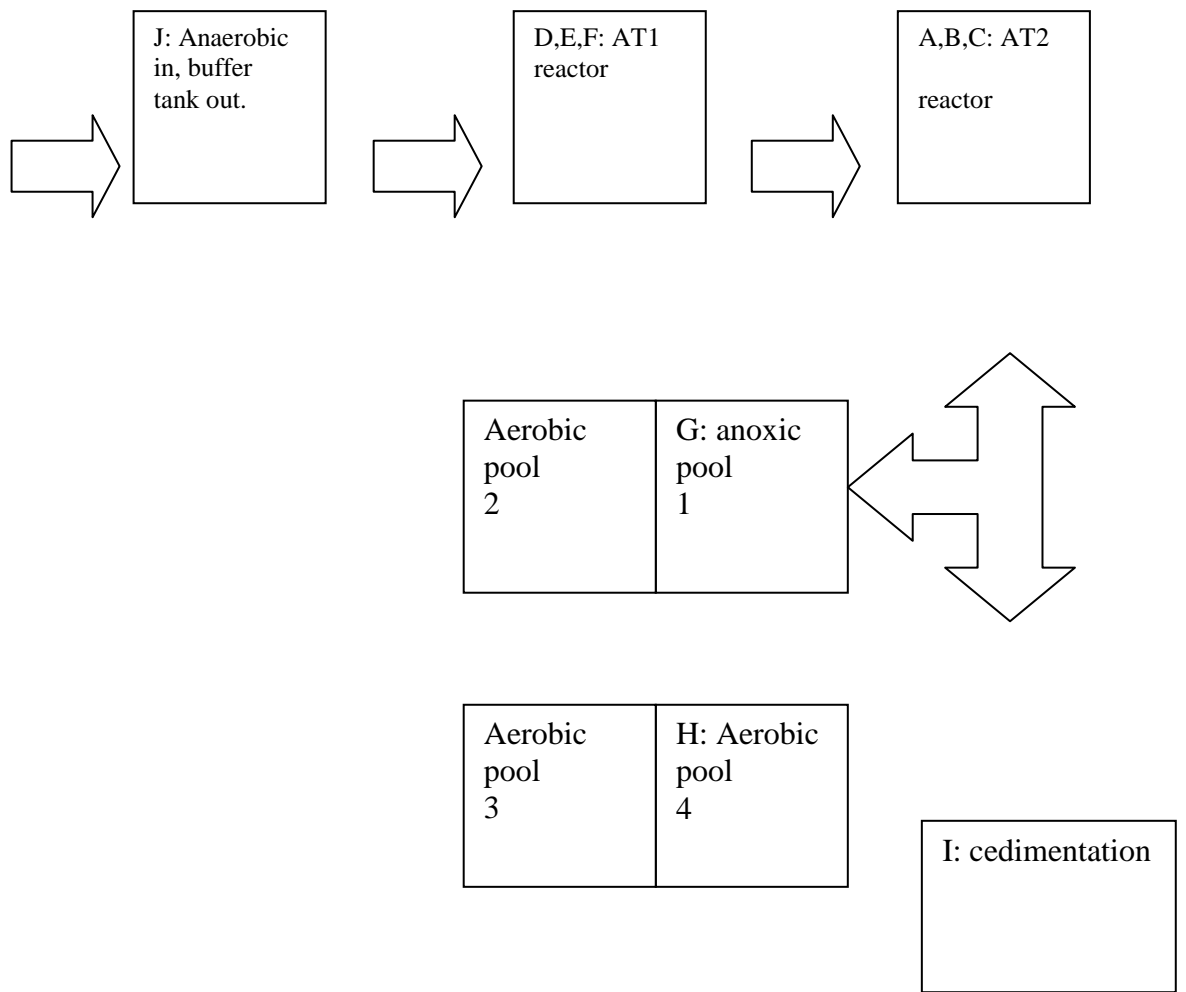 J: Anaerobic
in, buffer
tank out.
D,E,F: AT1
reactor
A,B,C: AT2
reactor
Aerobic
pool
2
G: anoxic
pool
1
Aerobic
pool
3
H: Aerobic
pool
4
I: cedimentation